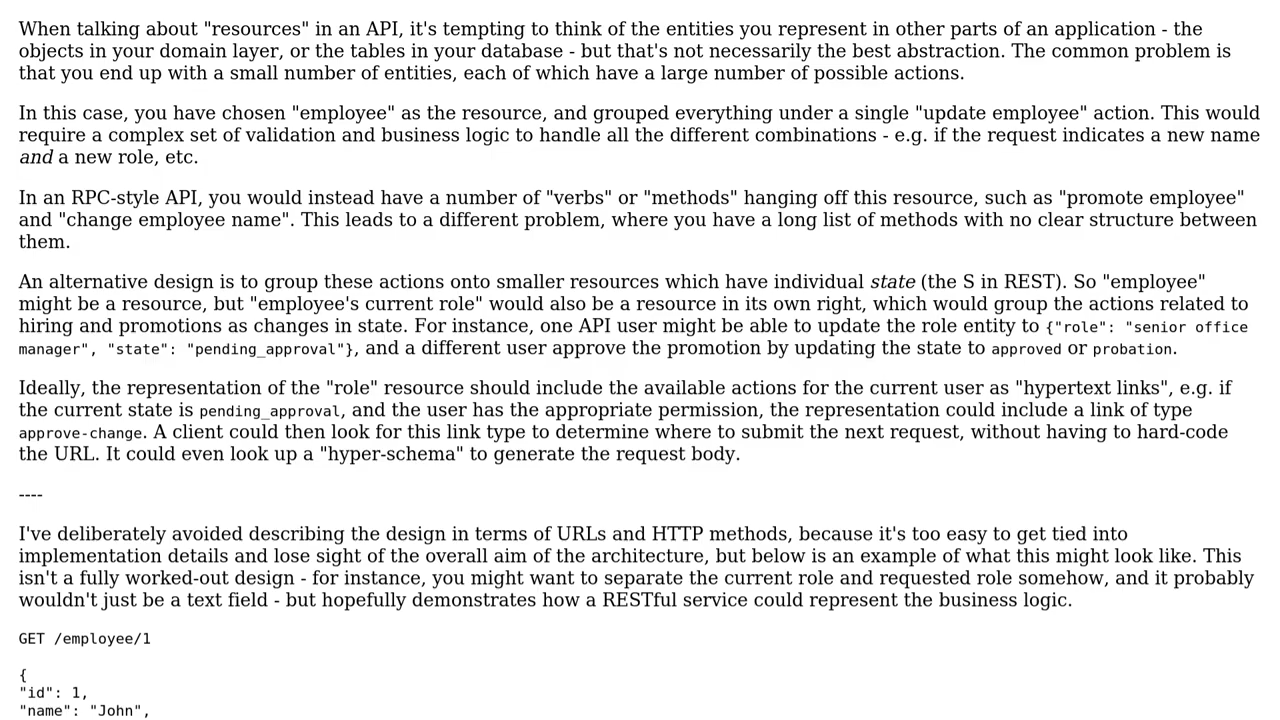 When talking about "resources" in an API, it's tempting to think of the entities you represent in other parts of an application - the
objects in your domain layer, or the tables in your database - but that's not necessarily the best abstraction. The common problem is
that you end up with a small number of entities, each of which have a large number of possible actions.
In this case, you have chosen "employee" as the resource, and grouped everything under a single "update employee" action. This would
require a complex set of validation and business logic to handle all the different combinations - e.g. if the request indicates a new name
and a new role, etc.
In an RPC-style API, you would instead have a number of "verbs" or "methods" hanging off this resource, such as "promote employee"
and "change employee name". This leads to a different problem, where you have a long list of methods with no clear structure between
them.
An alternative design is to group these actions onto smaller resources which have individual state (the S in REST). So "employee"
might be a resource, but "employee's current role" would also be a resource in its own right, which would group the actions related to
hiring and promotions as changes in state. For instance, one API user might be able to update the role entity to {"role": "senior office
manager", "state": "pending_approval"}, and a different user approve the promotion by updating the state to approved or probation.
Ideally, the representation of the "role" resource should include the available actions for the current user as "hypertext links", e.g. if
the current state is pending_approval, and the user has the appropriate permission, the representation could include a link of type
approve-change. A client could then look for this link type to determine where to submit the next request, without having to hard-code
the URL. It could even look up a "hyper-schema" to generate the request body.
----
I've deliberately avoided describing the design in terms of URLs and HTTP methods, because it's too easy to get tied into
implementation details and lose sight of the overall aim of the architecture, but below is an example of what this might look like. This
isn't a fully worked-out design - for instance, you might want to separate the current role and requested role somehow, and it probably
wouldn't just be a text field - but hopefully demonstrates how a RESTful service could represent the business logic.
GET /employee/1
{
"id": 1,
"name": "John",